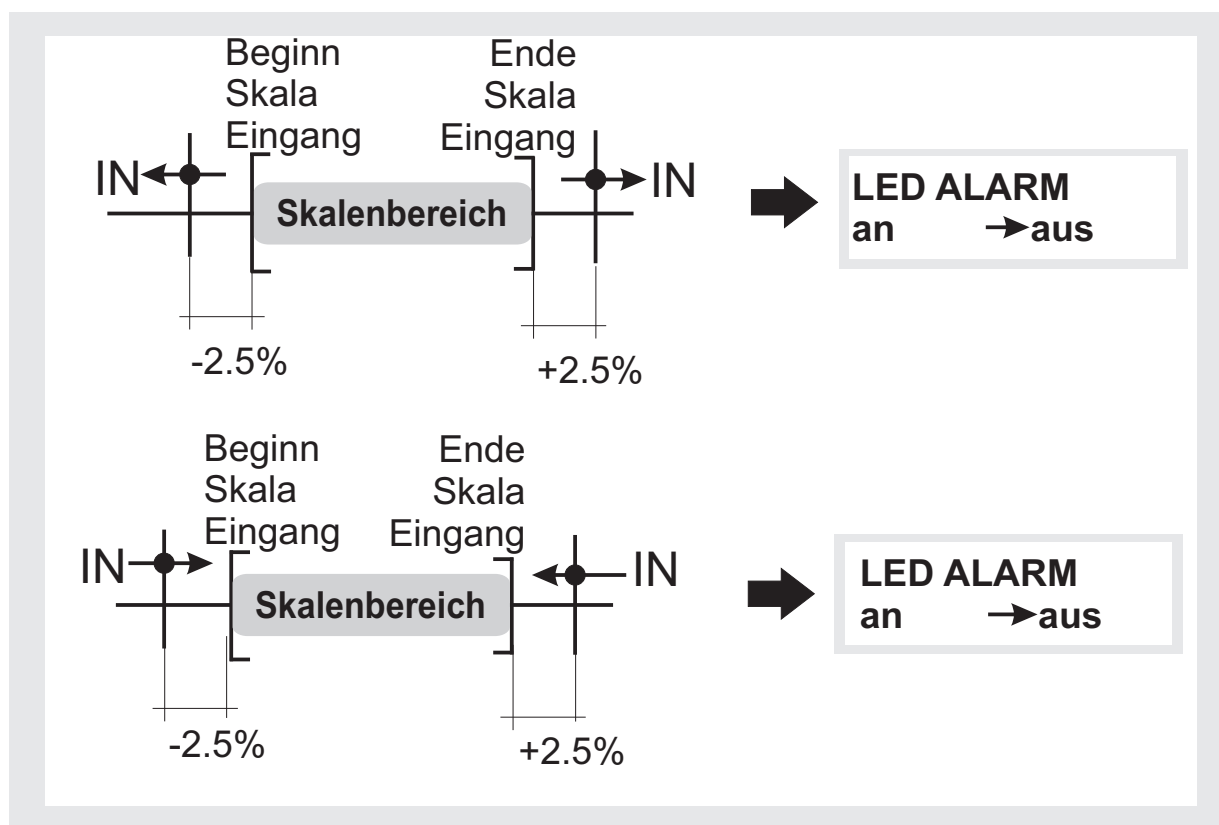 Beginn
Skala
Eingang
Ende
Skala
Eingang
IN
IN
Skalenbereich
LED ALARM
an →aus
-2.5%
+2.5%
Beginn
Skala
Eingang
Ende
Skala
Eingang
IN
IN
Skalenbereich
LED ALARM
an →aus
-2.5%
+2.5%